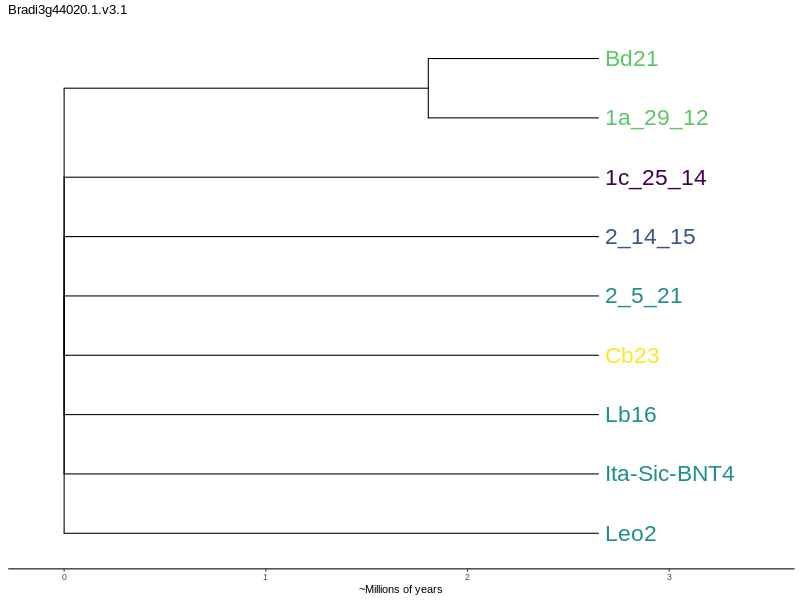 Bradi3g44020.1.v3.1
Bd21
1a_29_12
1c_25_14
2_14_15
2_5_21
Cb23
Lb16
Ita-Sic-BNT4
Leo2
0 1 2 3
~Millions of years